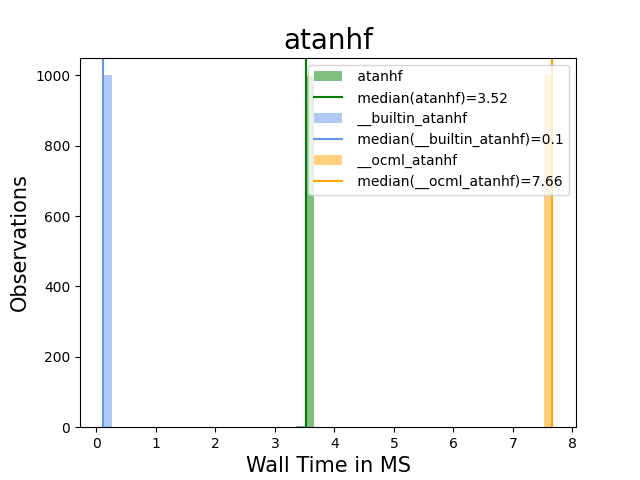 atanhf
Observations
1000
800
600
400
200
0
atanhf
median(atanhf)=3.52
__builtin_atanhf
median(__builtin_atanhf)=0.1
__ocml_atanhf
median(__ocml_atanhf)=7.66
0 1 2 3 4 5 6 7 8
Wall Time in MS